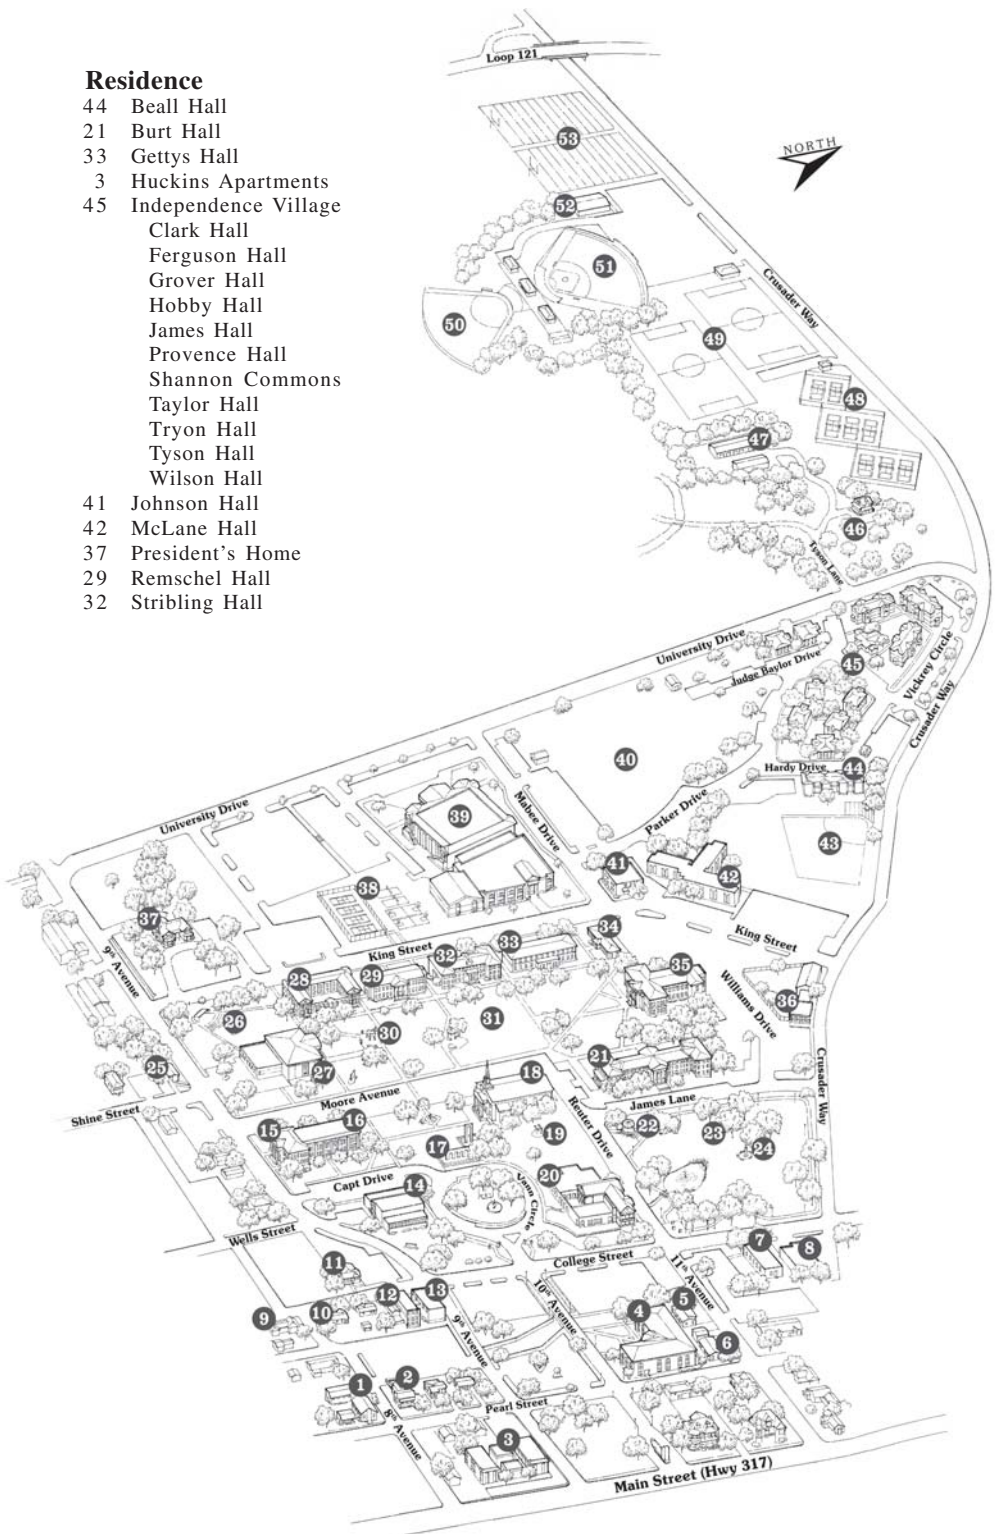 Residence
44 Beall Hall
21 Burt Hall
33 Gettys Hall
3 Huckins Apartments
45 Independence Village
Clark Hall
Ferguson Hall
Grover Hall
Hobby Hall
James Hall
Provence Hall
Shannon Commons
Taylor Hall
Tryon Hall
Tyson Hall
Wilson Hall
41 Johnson Hall
42 McLane Hall
37 President's Home
29 Remschel Hall
32 Stribling Hall
Loop 121
53
NORTH
52
51
Crusader Way
50
49
48
47
46
Tyson Lane
University Drive
Judge Baylor Drive
45
Vickrey Circle
Crusader Way
40
Hardy Drive
44
University Drive
39
Mabee Drive
Parker Drive
43
41
42
38
37
King Street
34
King Street
9th Avenue
32
33
28
29
35
Williams Drive
36
26
30
31
27
21
25
18
Crusader Way
Moore Avenue
James Lane
Shine Street
15
16
Reuter Drive
22
23
19
24
17
20
Capt Drive
14
Vann Circle
Wells Street
7
8
College Street
11
11th Avenue
12
13
10th Avenue
5
9
10
4
9th Avenue
6
1
2
Pearl Street
8th Avenue
3
Main Street (Hwy 317)